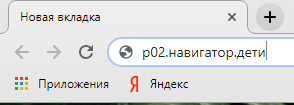 Новая вкладка
р02.навигатор.дети
Приложения Яндекс